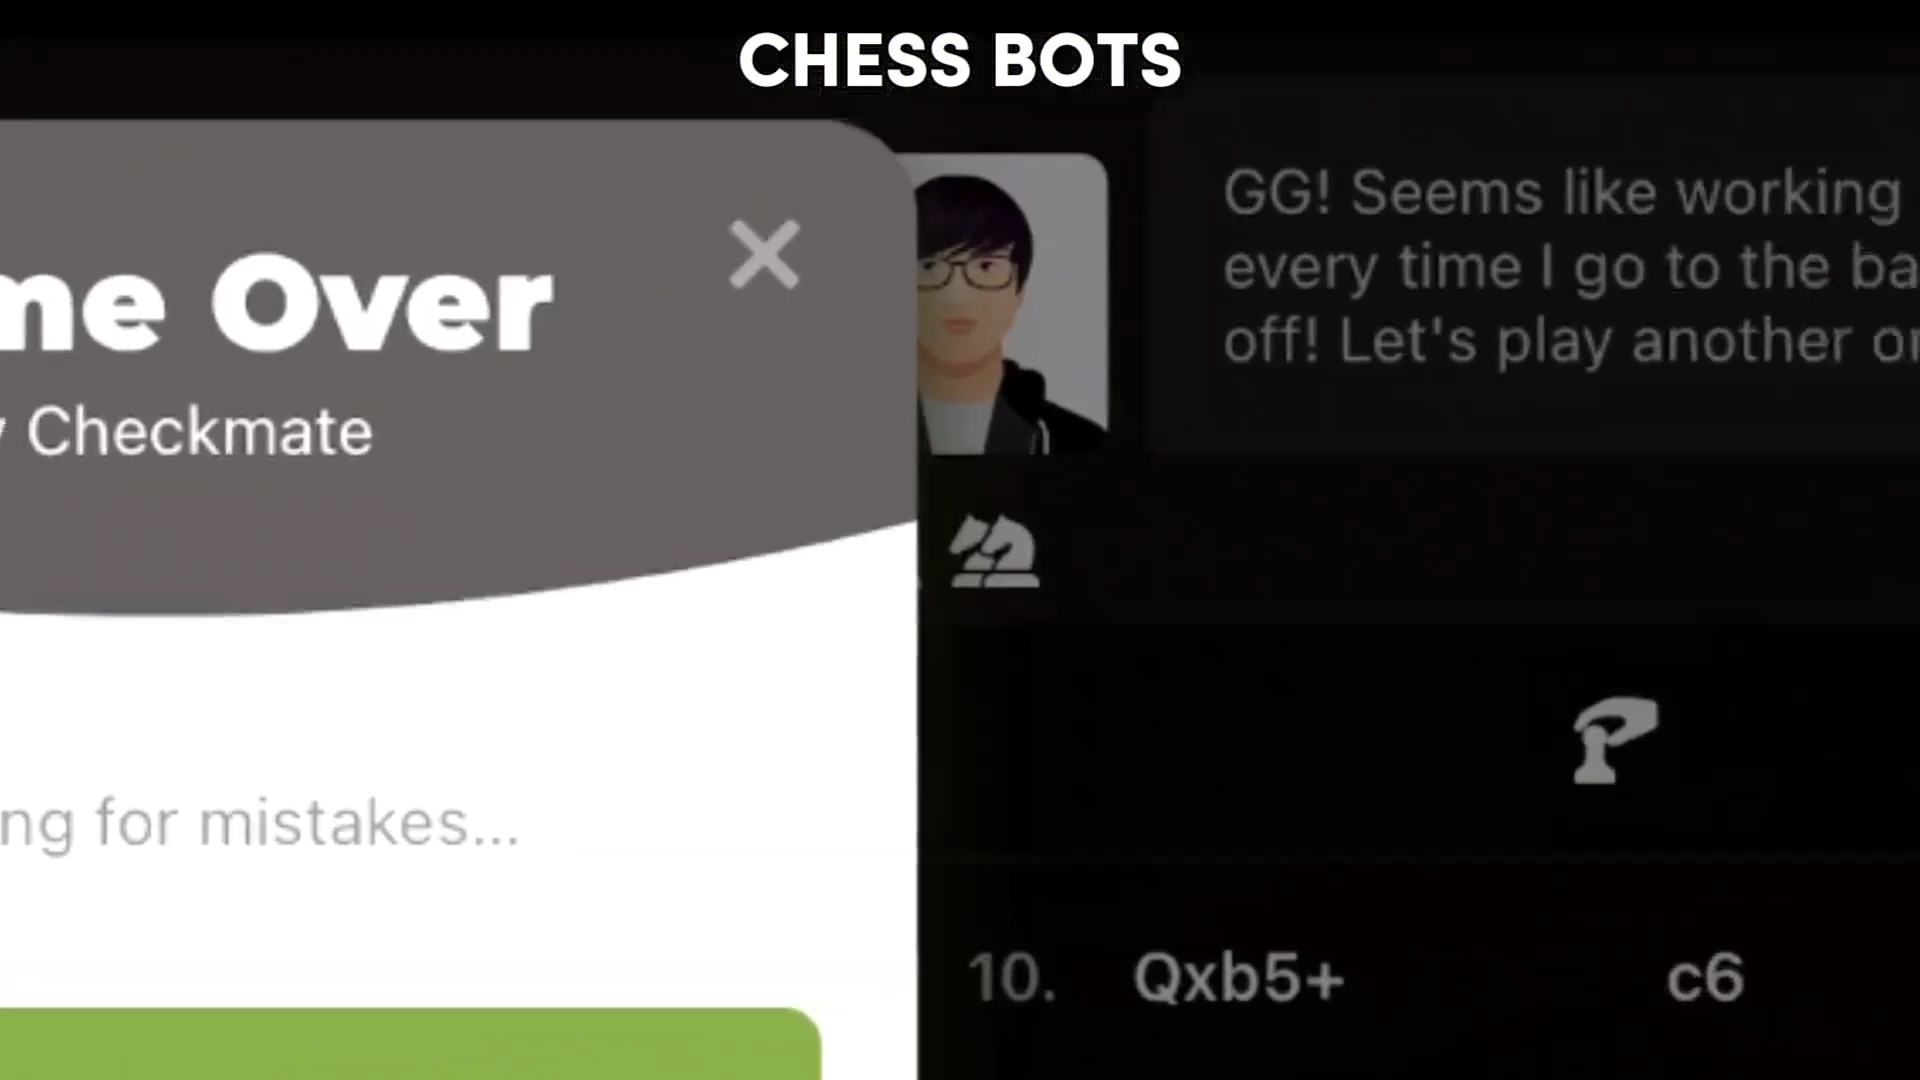 CHESS BOTS
me Over
Checkmate
ng for mistakes...
GG! Seems like working
every time I go to the ba
off! Let's play another
10. Qxb5+ c6